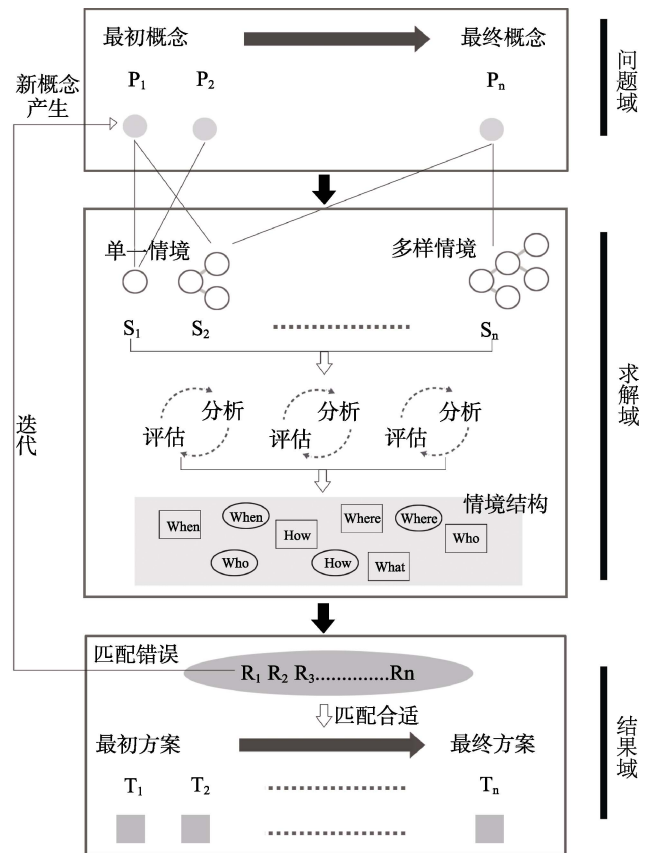 最初概念 最终概念
P1 P2 Pn
新概念
产生
问题域
单一情境 多样情境
S1 S2 Sn
求解域
分析 分析 分析
评估 评估 评估
迭代
情境结构
When When How Where Where Who
Who How What
匹配错误
R1 R2 R3..............Rn
匹配合适
最初方案 最终方案
T1 T2 Tn
结果域